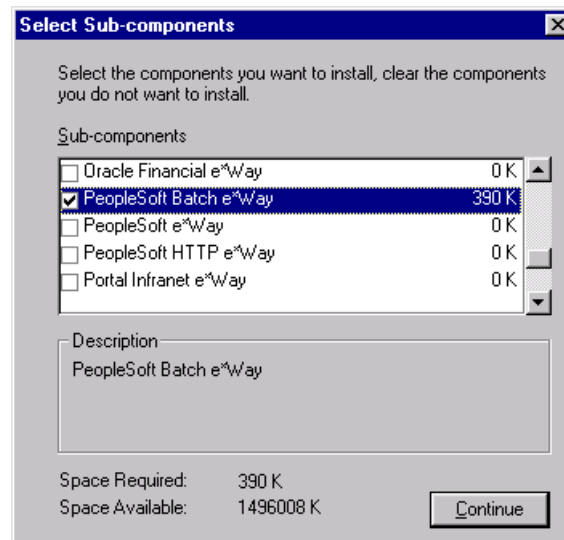 Select Sub-components
Select the components you want to install, clear the components
you do not want to install.
Sub-components
Oracle Financial e*Way 0 K
PeopleSoft Batch e*Way 390 K
PeopleSoft e*Way 0 K
PeopleSoft HTTP e*Way 0 K
Portal Infranet e*Way 0 K
Description
PeopleSoft Batch e*Way
Space Required: 390 K
Space Available: 1496008 K
Continue